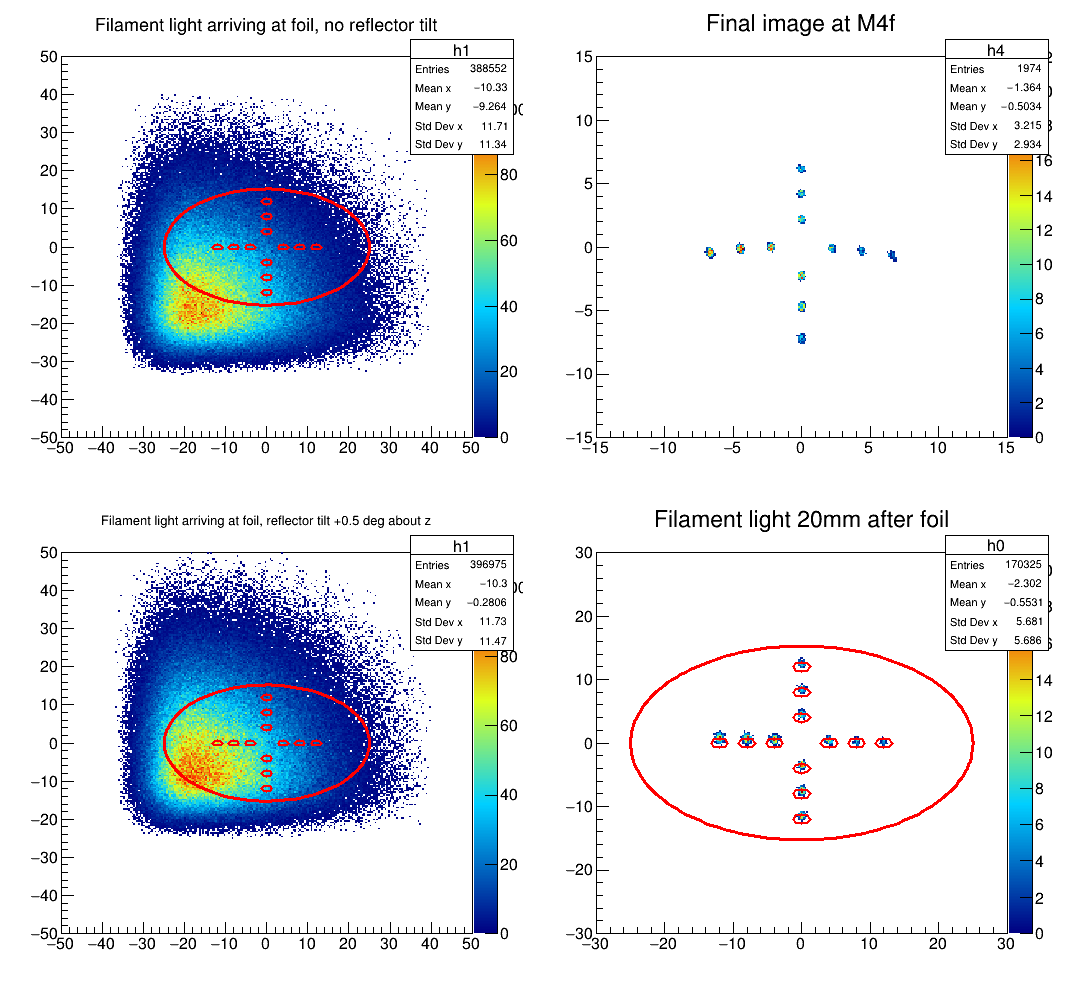 Filament light arriving at foil, no reflector tilt
h1
Entries 388552
Mean x −10.33
Mean y −9.264
Std Dev x 11.71
Std Dev y 11.34
50
40
30
20
10
0
−10
−20
−30
−40
−50
−50 −40 −30 −20 −10 0 10 20 30 40 50
80
60
40
20
0
Final image at M4f
h4
Entries 1974
Mean x −1.364
Mean y −0.5034
Std Dev x 3.215
Std Dev y 2.934
15
10
5
0
−5
−10
−15
−15 −10 −5 0 5 10 15
16
14
12
10
8
6
4
2
0
Filament light arriving at foil, reflector tilt +0.5 deg about z
h1
Entries 396975
Mean x −10.3
Mean y −0.2806
Std Dev x 11.73
Std Dev y 11.47
50
40
30
20
10
0
−10
−20
−30
−40
−50
−50 −40 −30 −20 −10 0 10 20 30 40 50
80
60
40
20
0
Filament light 20mm after foil
h0
Entries 170325
Mean x −2.302
Mean y −0.5531
Std Dev x 5.681
Std Dev y 5.686
30
20
10
0
−10
−20
−30
−30 −20 −10 0 10 20 30
14
12
10
8
6
4
2
0